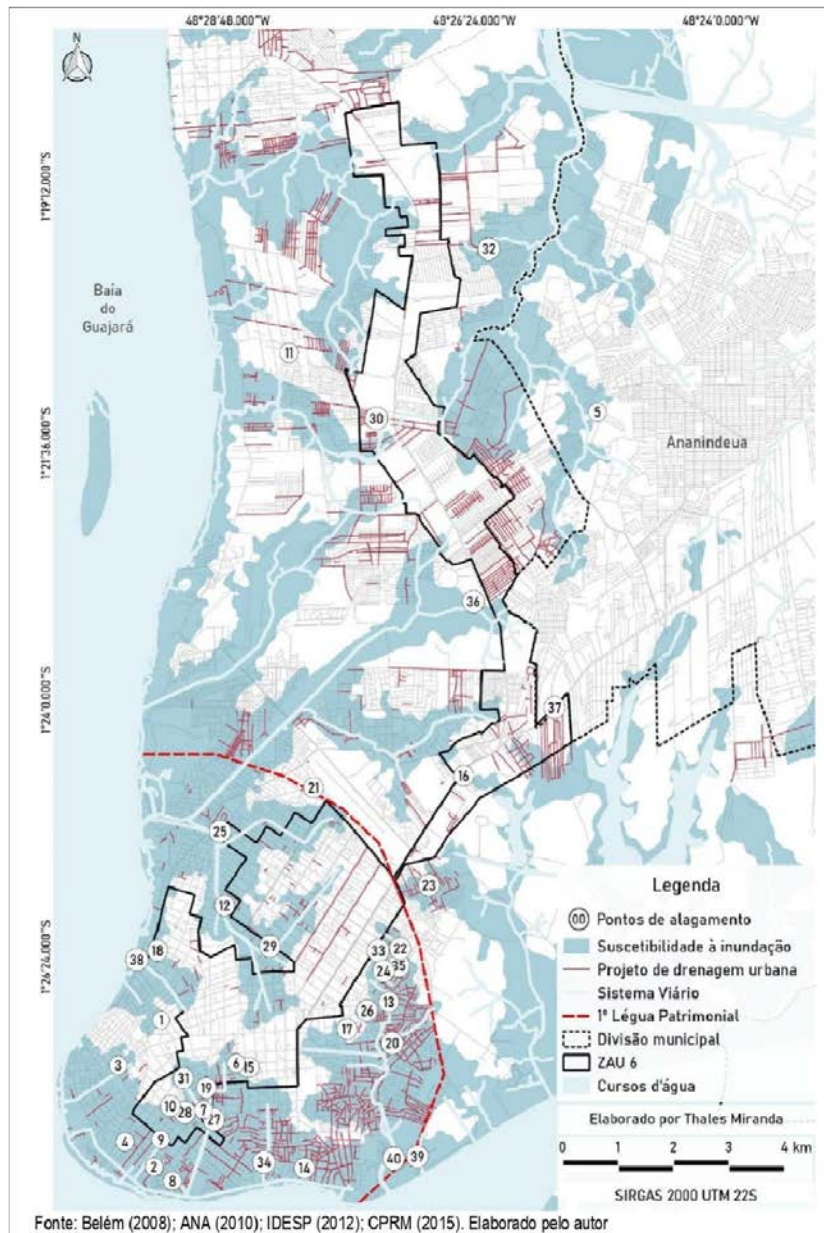 48°28'48.000"W
48°26'24.000"W
48°24'0.000"W
N
1°19'12.000"S
32
Baía
do
Guajará
11
5
30
Ananindeua
1°21'36.000"S
36
1°24'0.000"S
37
16
21
25
23
12
29
33
22
18
38
24
35
1°26'24.000"S
13
26
1
17
20
3
6
15
31
19
10
28
7
27
4
9
2
34
14
40
39
8
Legenda
00 Pontos de alagamento
Suscetibilidade à inundação
Projeto de drenagem urbana
Sistema Viário
1ª Légua Patrimonial
Divisão municipal
ZAU 6
Cursos d'água
Elaborado por Thales Miranda
0 1 2 3 4 km
SIRGAS 2000 UTM 22S
Fonte: Belém (2008); ANA (2010); IDESP (2012); CPRM (2015). Elaborado pelo autor